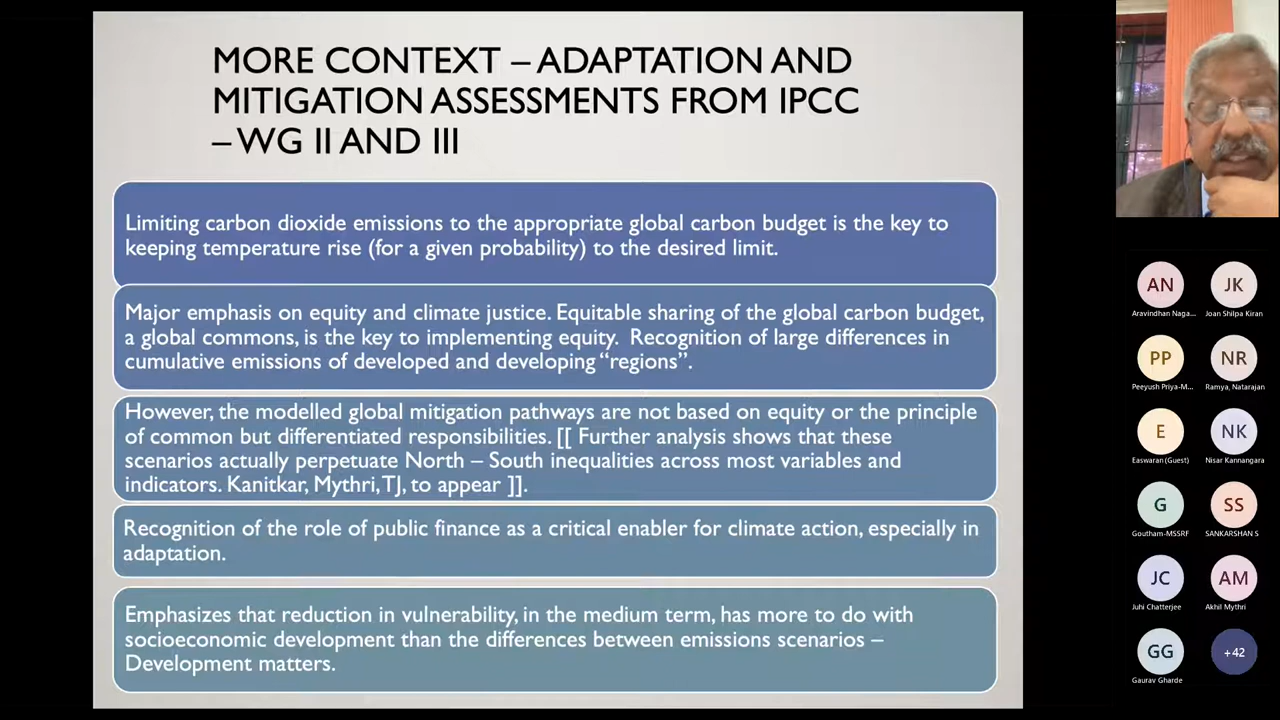 MORE CONTEXT – ADAPTATION AND
MITIGATION ASSESSMENTS FROM IPCC
– WG II AND III
Limiting carbon dioxide emissions to the appropriate global carbon budget is the key to
keeping temperature rise (for a given probability) to the desired limit.
Major emphasis on equity and climate justice. Equitable sharing of the global carbon budget,
a global commons, is the key to implementing equity. Recognition of large differences in
cumulative emissions of developed and developing “regions”.
However, the modelled global mitigation pathways are not based on equity or the principle
of common but differentiated responsibilities. [[ Further analysis shows that these
scenarios actually perpetuate North – South inequalities across most variables and
indicators. Kanitkar, Mythri, TJ, to appear ]].
Recognition of the role of public finance as a critical enabler for climate action, especially in
adaptation.
Emphasizes that reduction in vulnerability, in the medium term, has more to do with
socioeconomic development than the differences between emissions scenarios –
Development matters.
AN
JK
Aravindhan Naga...
Joan Shilpa Kiran
PP
NR
Peeyush Priya-M...
Ramya, Natarajan
E
NK
Easwaran (Guest)
Nisar Kannangara
G
SS
Goutham-MSSRF
SANKARSHAN S
JC
AM
Juhi Chatterjee
Akhil Mythri
GG
+42
Gaurav Gharde